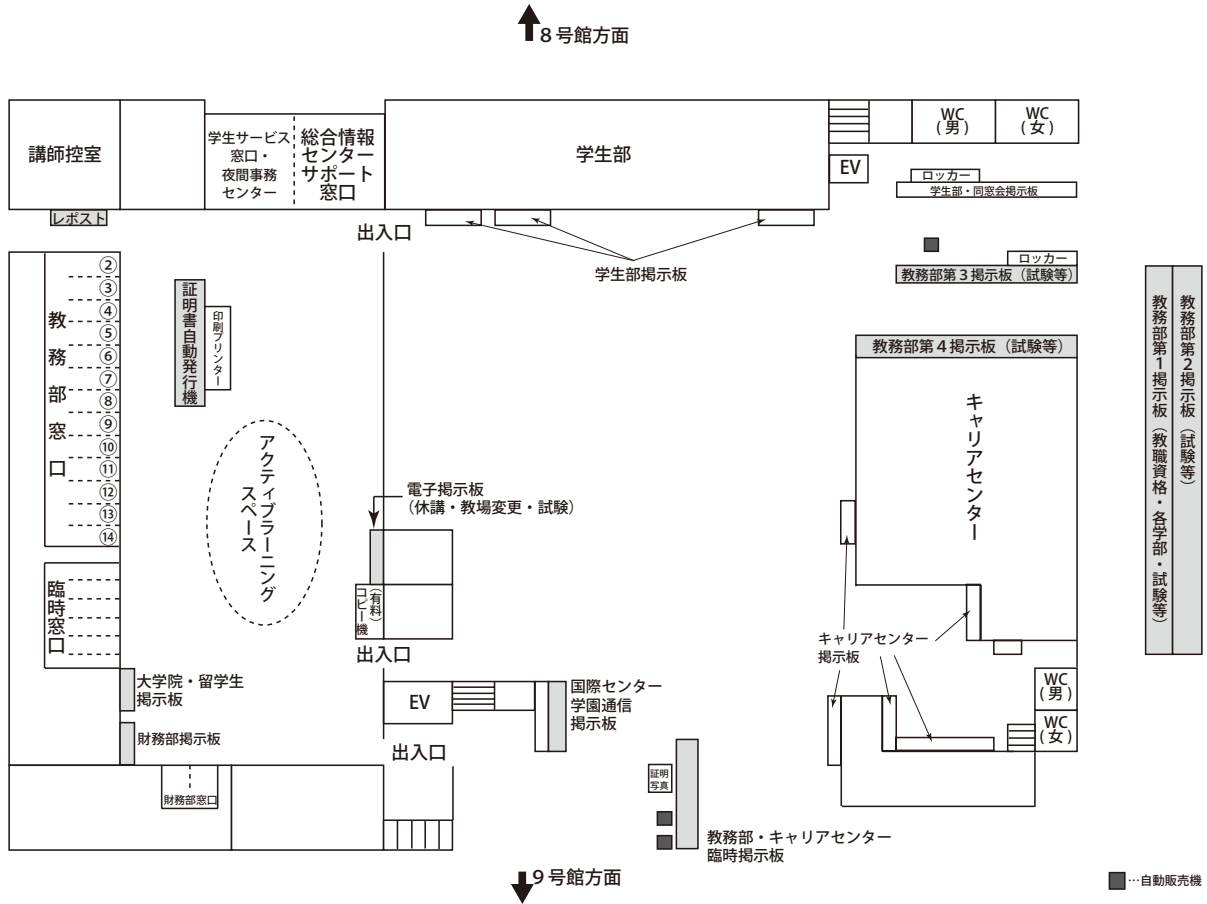 8号館方面
講師控室
学生サービス
窓口・
夜間事務
センター
総合情報
センター
サポート
窓口
学生部
WC
(男)
WC
(女)
EV
ロッカー
学生部・同窓会掲示板
レポスト
出入口
学生部掲示板
ロッカー
教務部第3掲示板(試験等)
教務部第4掲示板(試験等)
教務部第1掲示板(教職資格・各学部・試験等)
教務部第2掲示板(試験等)
教務部窓口
②
③
④
⑤
⑥
⑦
⑧
⑨
⑩
⑪
⑫
⑬
⑭
証明書自動発行機
印刷プリンター
アクティブラーニング
スペース
電子掲示板
(休講・教場変更・試験)
(有料)
コピー機
キャリアセンター
臨時窓口
出入口
キャリアセンター
掲示板
大学院・留学生
掲示板
財務部掲示板
EV
国際センター
学園通信
掲示板
WC
(男)
WC
(女)
出入口
財務部窓口
証明
写真
教務部・キャリアセンター
臨時掲示板
9号館方面
…自動販売機